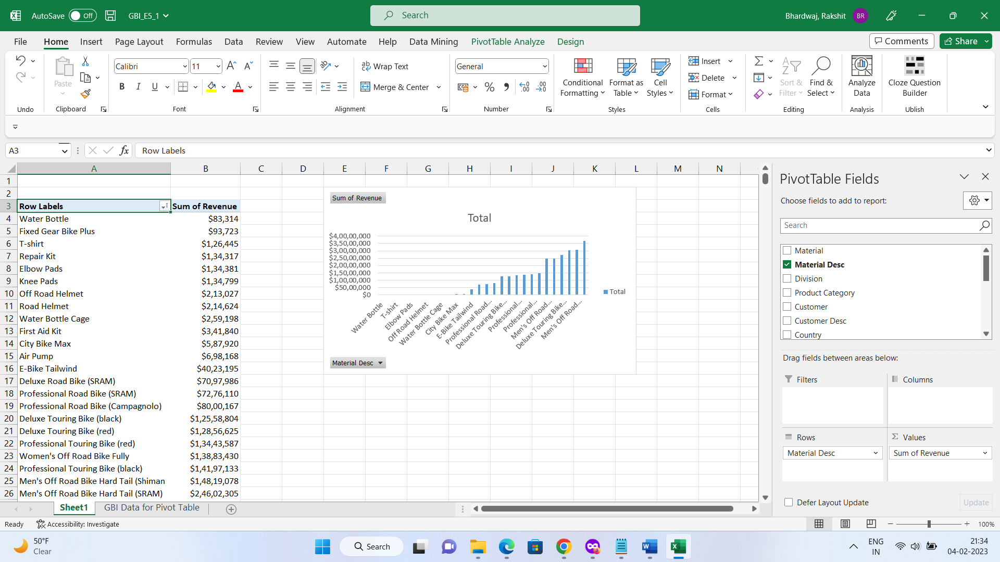 AutoSave Off GBI_E5_1 Search Bhardwaj, Rakshit BR
File Home Insert Page Layout Formulas Data Review View Automate Help Data Mining PivotTable Analyze Design Comments Share
Calibri 11 Wrap Text General Insert
Paste B I U Merge & Center Conditional Formatting Format as Table Cell Styles Delete Sort & Filter Find & Select Analyze Data Cloze Question Builder
Format
Undo Clipboard Font Alignment Number Styles Cells Editing Analysis Ublish
A3 fx Row Labels
A B C D E F G H I J K L M N
1
2
3 Row Labels Sum of Revenue
4 Water Bottle $83,314
5 Fixed Gear Bike Plus $93,723
6 T-shirt $1,26,445
7 Repair Kit $1,34,317
8 Elbow Pads $1,34,381
9 Knee Pads $1,34,799
10 Off Road Helmet $2,13,027
11 Road Helmet $2,14,624
12 Water Bottle Cage $2,59,198
13 First Aid Kit $3,41,840
14 City Bike Max $5,87,920
15 Air Pump $6,98,168
16 E-Bike Tailwind $40,23,195
17 Deluxe Road Bike (SRAM) $70,97,986
18 Professional Road Bike (SRAM) $72,76,110
19 Professional Road Bike (Campagnolo) $80,00,167
20 Deluxe Touring Bike (black) $1,25,58,804
21 Deluxe Touring Bike (red) $1,28,56,625
22 Professional Touring Bike (red) $1,34,43,587
23 Women's Off Road Bike Fully $1,38,83,430
24 Professional Touring Bike (black) $1,41,97,133
25 Men's Off Road Bike Hard Tail (Shiman $1,48,19,078
26 Men's Off Road Bike Hard Tail (SRAM) $2,46,02,305
Sum of Revenue
Total
$4,00,00,000
$3,50,00,000
$3,00,00,000
$2,50,00,000
$2,00,00,000
$1,50,00,000
$1,00,00,000
$50,00,000
$0
Total
Water Bottle
T-shirt
Elbow Pads
Off Road Helmet
Water Bottle Cage
City Bike Max
E-Bike Tailwind
Professional Road...
Deluxe Touring Bike...
Professional...
Professional...
Men's Off Road...
Deluxe Touring Bike...
Men's Off Road...
Material Desc
PivotTable Fields
Choose fields to add to report:
Search
Material
Material Desc
Division
Product Category
Customer
Customer Desc
Country
Drag fields between areas below:
Filters Columns
Rows Values
Material Desc Sum of Revenue
Defer Layout Update Update
Sheet1 GBI Data for Pivot Table
Ready Accessibility: Investigate 100%
50°F
Clear
Search
ENG
IN
21:34
04-02-2023